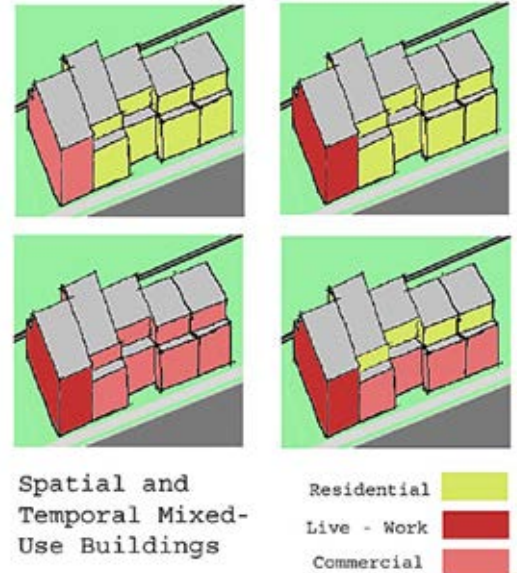 Spatial and
Temporal Mixed-
Use Buildings
Residential
Live - Work
Commercial